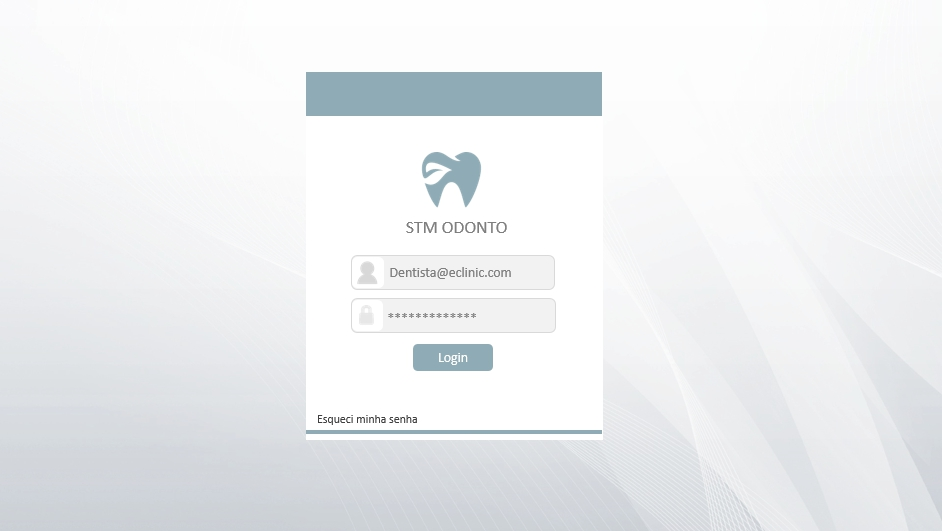 STM ODONTO
Dentista@eclinic.com
*************
Login
Esqueci minha senha